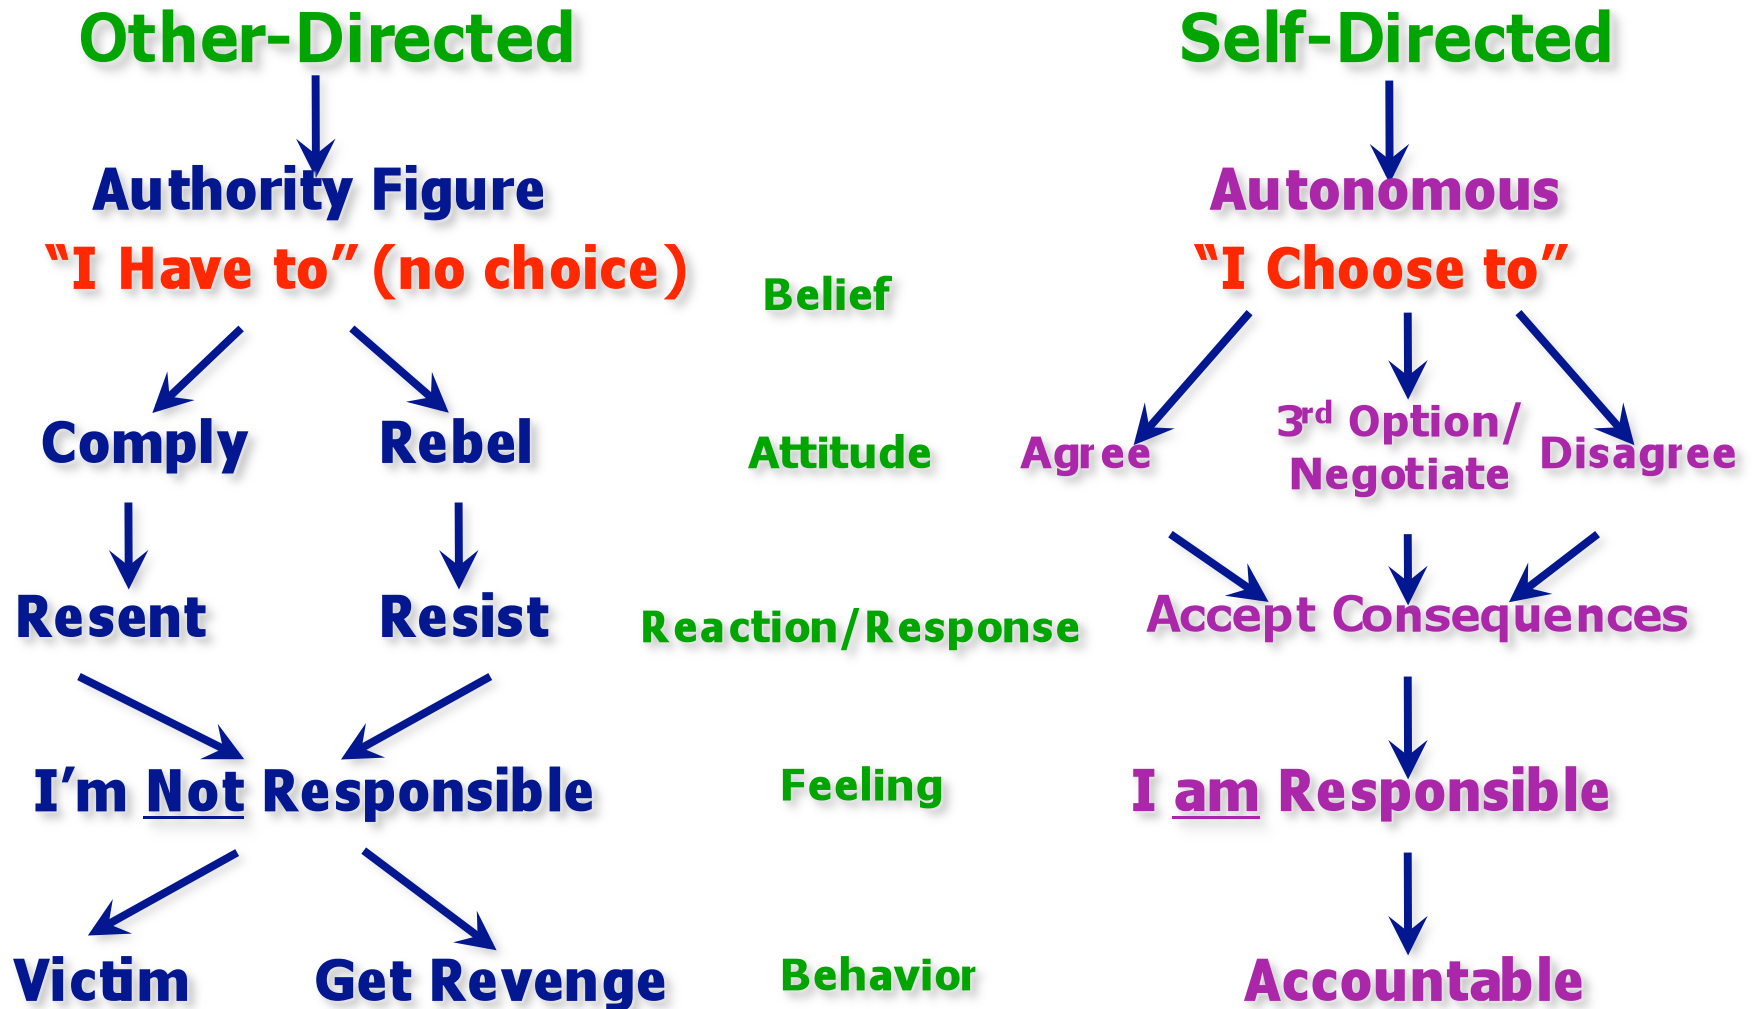 Other-Directed
Self-Directed
Authority Figure
Autonomous
“I Have to” (no choice)
“I Choose to”
Belief
Comply
Rebel
Attitude
Agree
3rd Option/
Negotiate
Disagree
Resent
Resist
Reaction/Response
Accept Consequences
I’m Not Responsible
Feeling
I am Responsible
Victim
Get Revenge
Behavior
Accountable